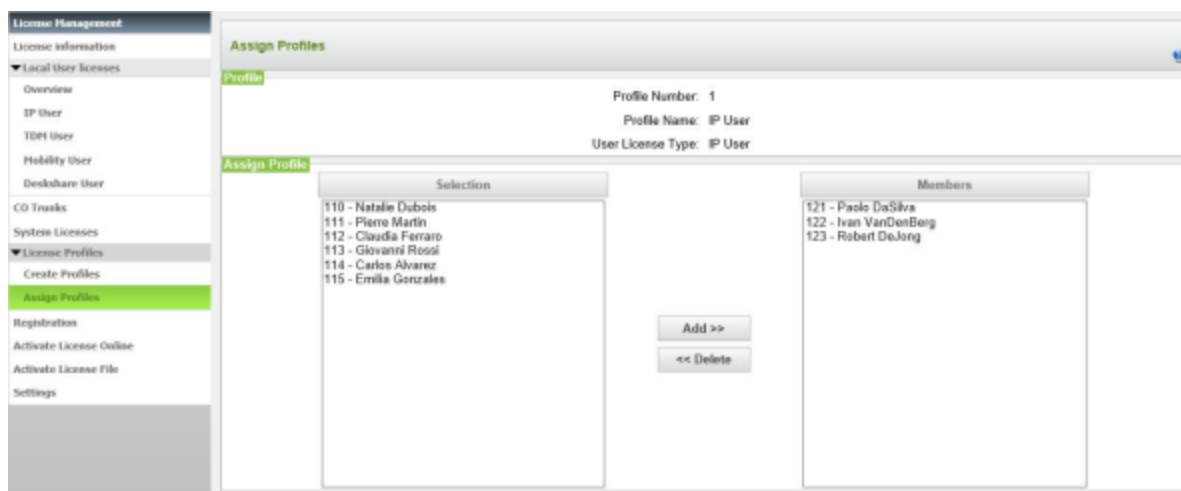 License Management
License information
Local User licenses
Overview
IP User
TDM User
Mobility User
Deskshare User
CO Trunks
System Licenses
License Profiles
Create Profiles
Assign Profiles
Registration
Activate License Online
Activate License File
Settings
Assign Profiles
Profile
Profile Number: 1
Profile Name: IP User
User License Type: IP User
Assign Profile
Selection
110 - Natalie Dubois
111 - Pierre Martin
112 - Claudia Ferraro
113 - Giovanni Rossi
114 - Carlos Alvarez
115 - Emilia Gonzales
Add >>
<< Delete
Members
121 - Paolo DaSilva
122 - Ivan VanDenBerg
123 - Robert DeJong